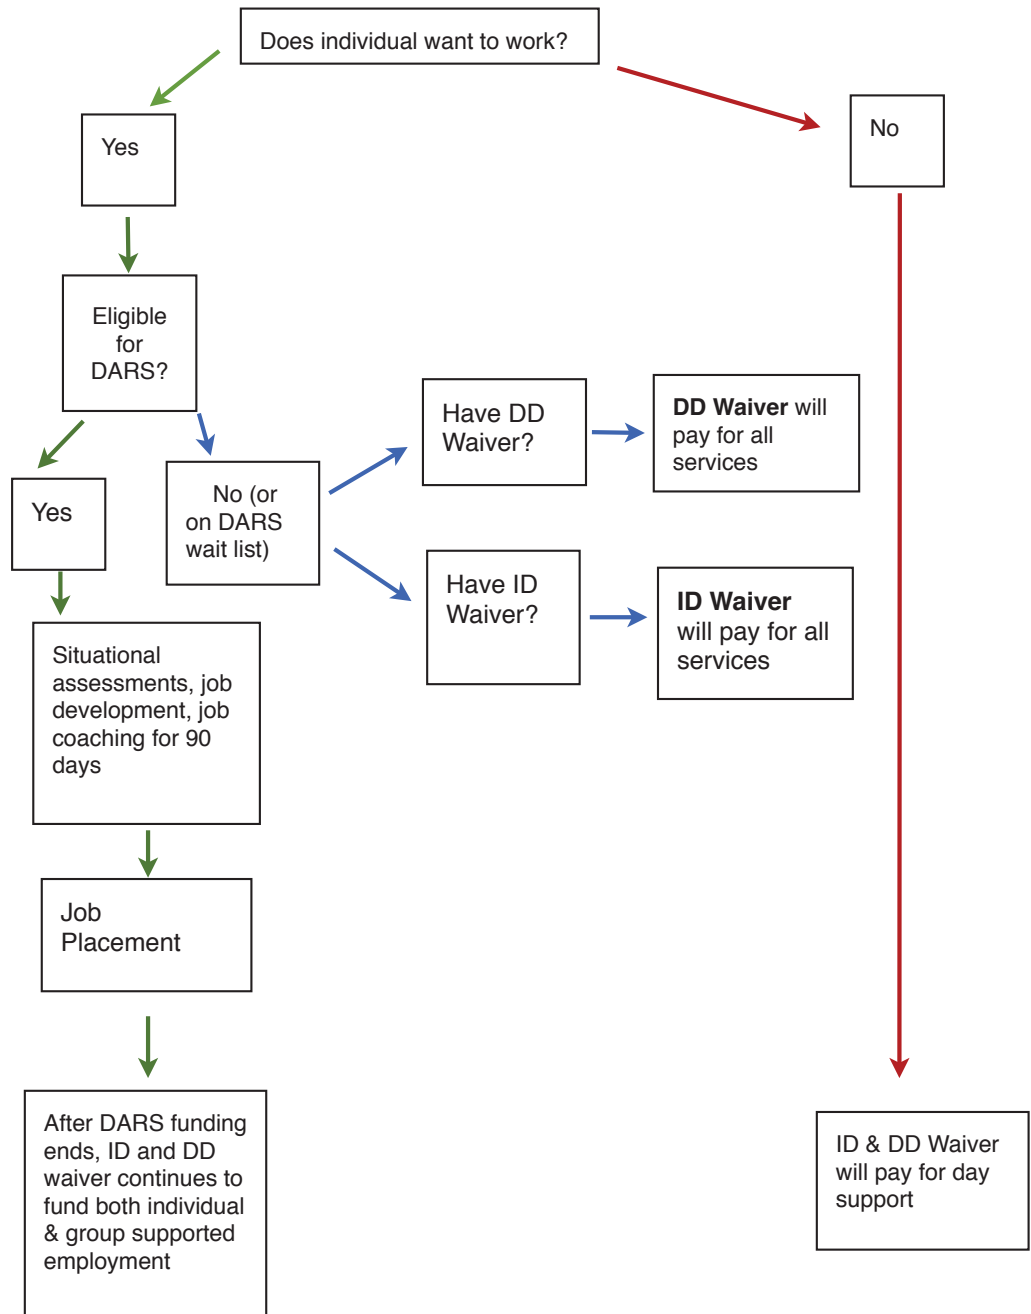 Does individual want to work?
Yes
No
Eligible
for
DARS?
Have DD
Waiver?
DD Waiver will
pay for all
services
Yes
No (or
on DARS
wait list)
Have ID
Waiver?
ID Waiver
will pay for all
services
Situational
assessments, job
development, job
coaching for 90
days
Job
Placement
After DARS funding
ends, ID and DD
waiver continues to
fund both individual
& group supported
employment
ID & DD Waiver
will pay for day
support